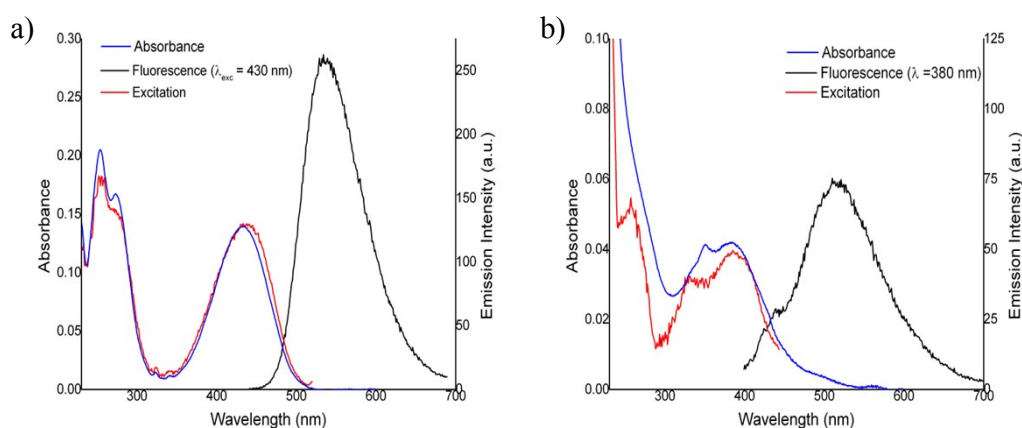 a)
0.30
0.25
0.20
0.15
0.10
0.05
0.00
Absorbance
Absorbance
Fluorescence (λexc = 430 nm)
Excitation
250
200
150
100
50
0
Emission Intensity (a.u.)
300 400 500 600 700
Wavelength (nm)
b)
0.10
0.08
0.06
0.04
0.02
0.00
Absorbance
Absorbance
Fluorescence (λ =380 nm)
Excitation
125
100
75
50
25
0
Emission Intensity (a.u.)
300 400 500 600 700
Wavelength (nm)